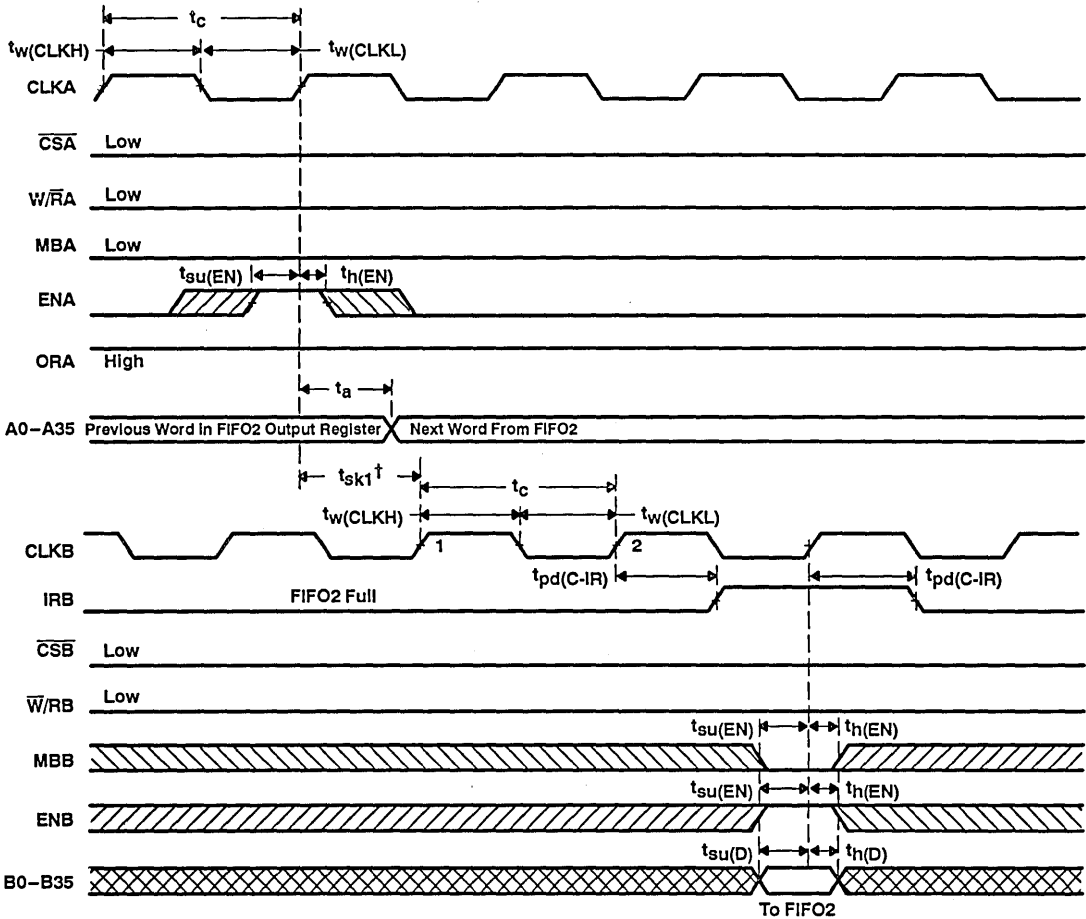 tc
tw(CLKH)
tw(CLKL)
CLKA
CSA Low
W/RA Low
MBA Low
tsu(EN) th(EN)
ENA
ORA High
ta
A0–A35 Previous Word in FIFO2 Output Register Next Word From FIFO2
tsk1†
tc
tw(CLKH) tw(CLKL)
CLKB 1 2
tpd(C-IR) tpd(C-IR)
IRB FIFO2 Full
CSB Low
W/RB Low
tsu(EN) th(EN)
MBB
tsu(EN) th(EN)
ENB
tsu(D) th(D)
B0–B35
To FIFO2